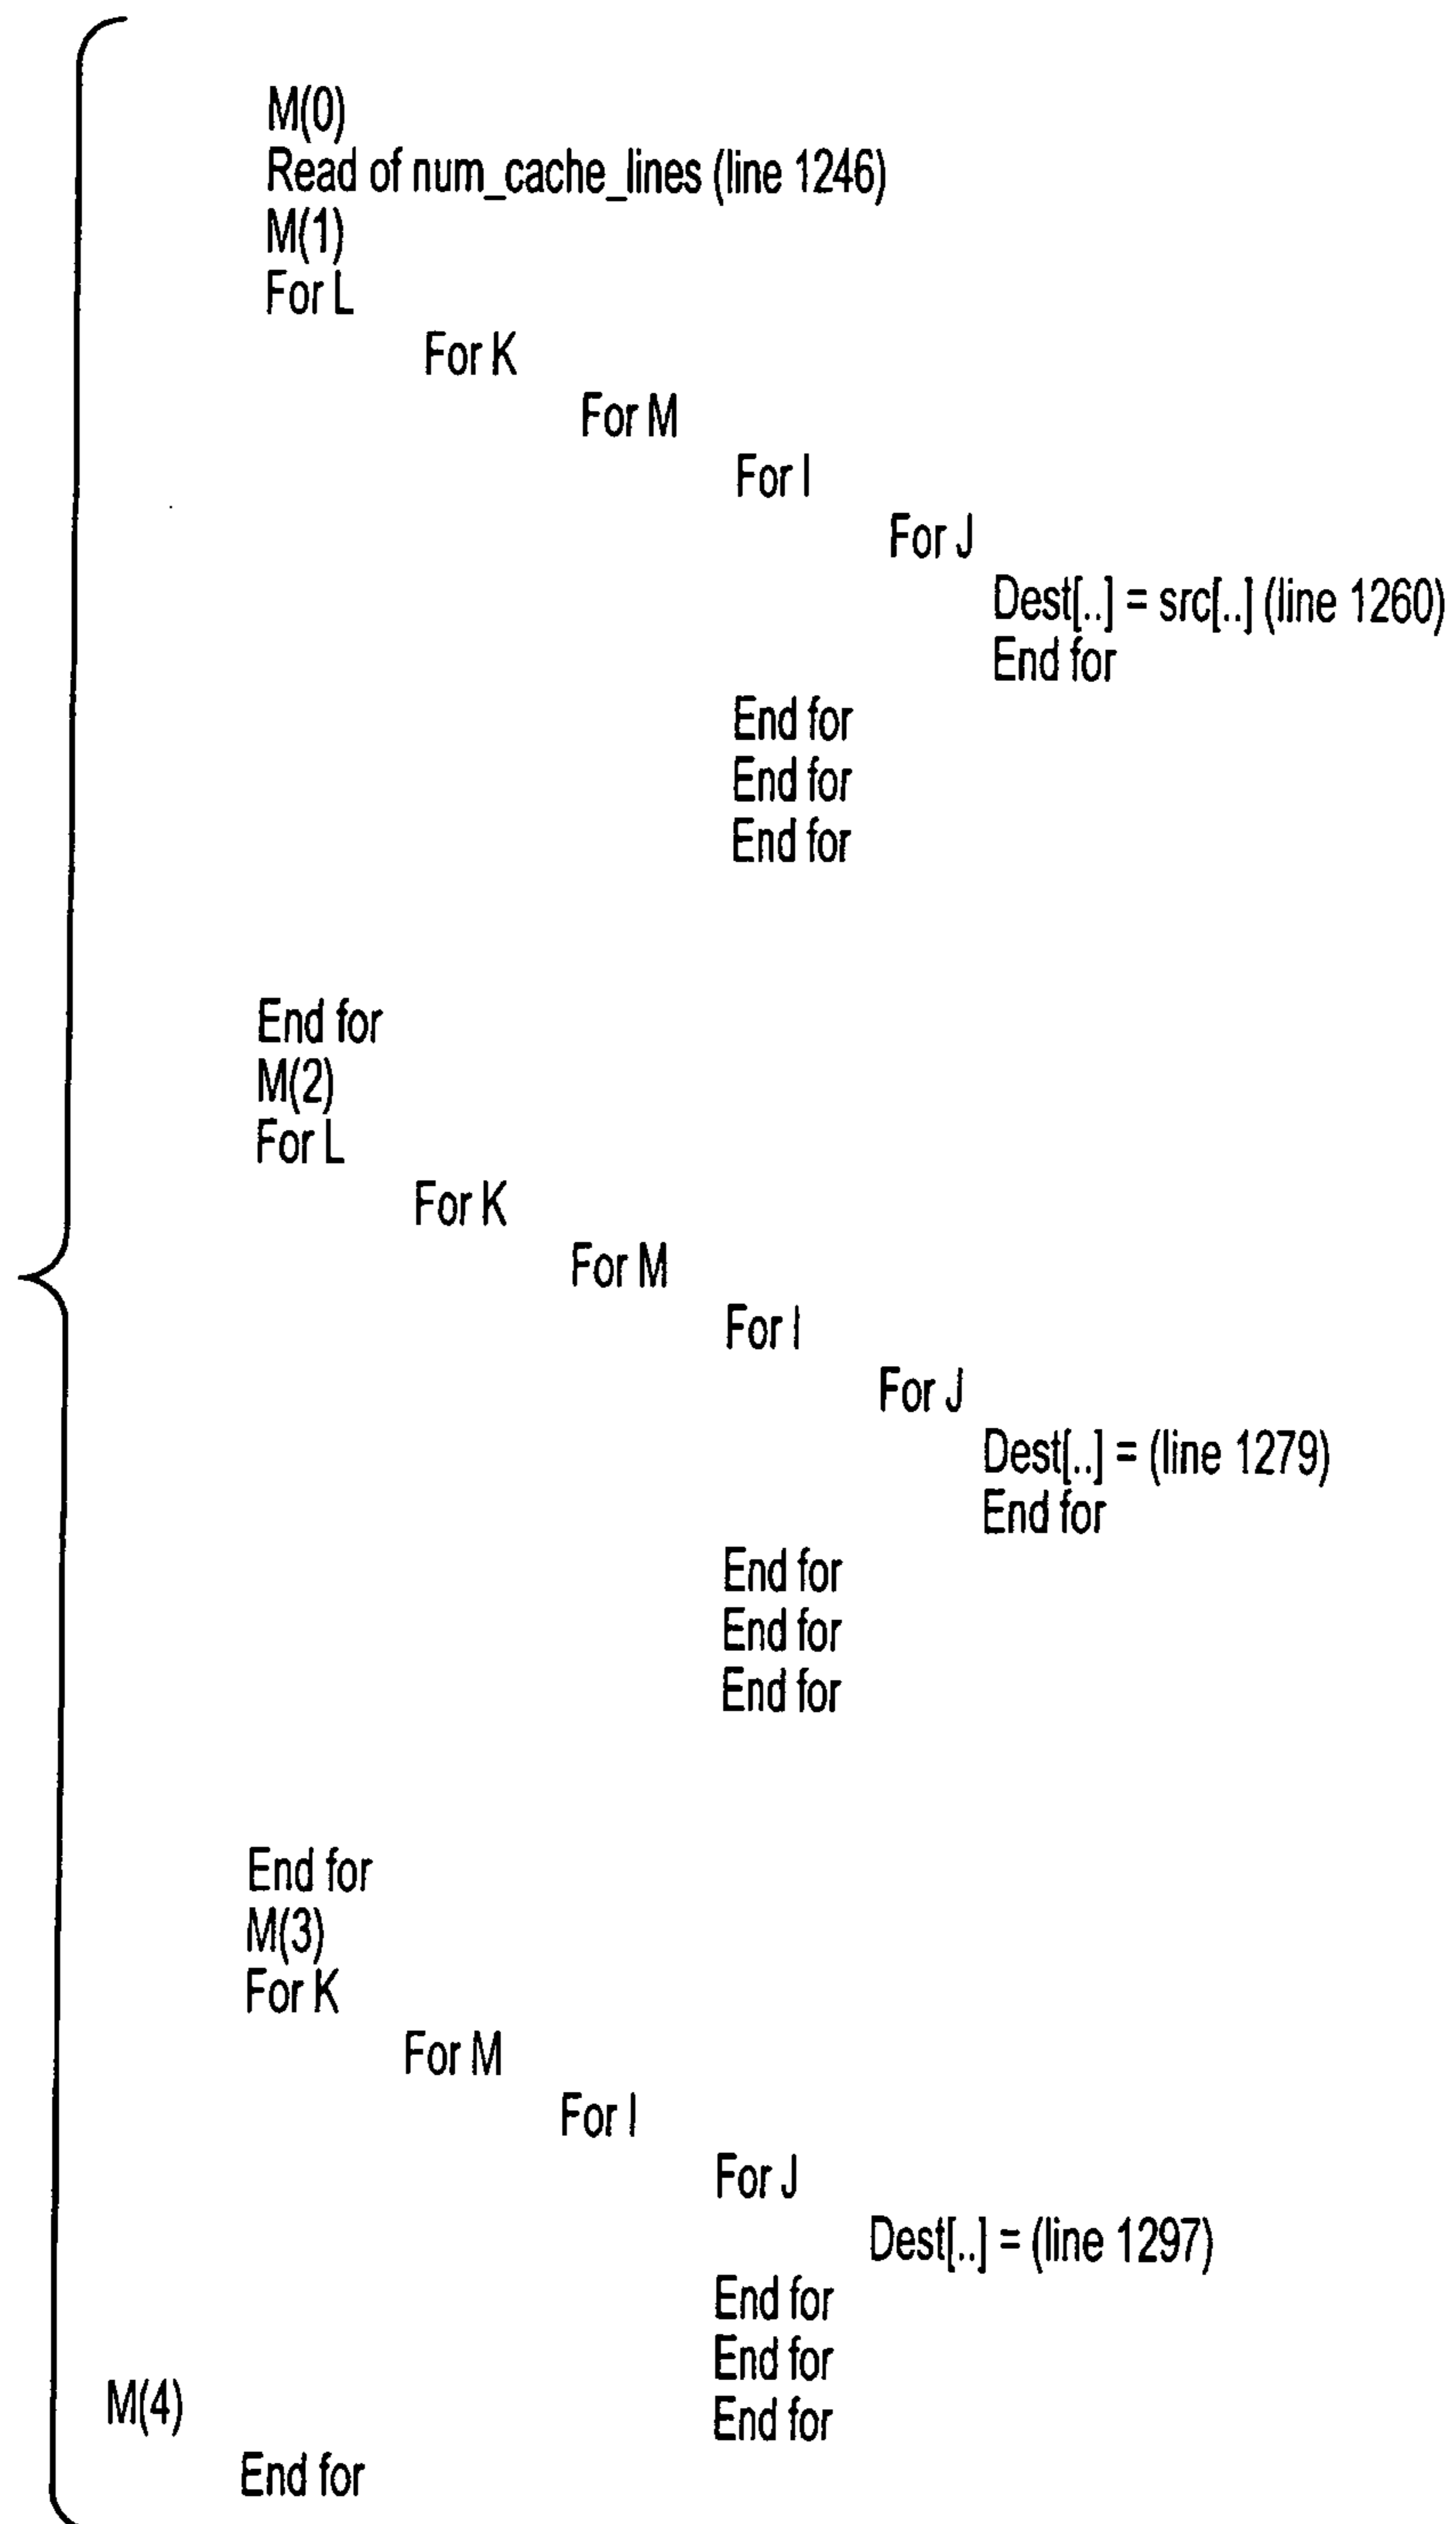 M(0)
Read of num_cache_lines (line 1246)
M(1)
For L
For K
For M
For I
For J
Dest[..] = src[..] (line 1260)
End for
End for
End for
End for
End for
M(2)
For L
For K
For M
For I
For J
Dest[..] = (line 1279)
End for
End for
End for
End for
End for
M(3)
For K
For M
For I
For J
Dest[..] = (line 1297)
End for
End for
M(4) End for
End for